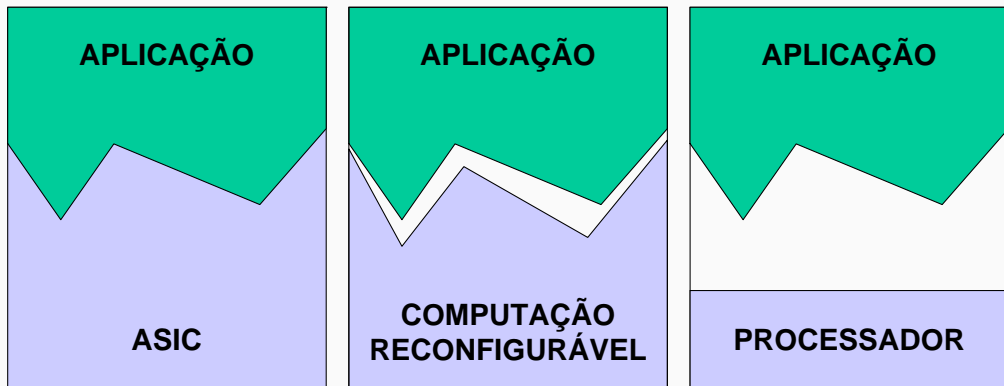 APLICAÇÃO
ASIC
APLICAÇÃO
COMPUTAÇÃO
RECONFIGURÁVEL
APLICAÇÃO
PROCESSADOR